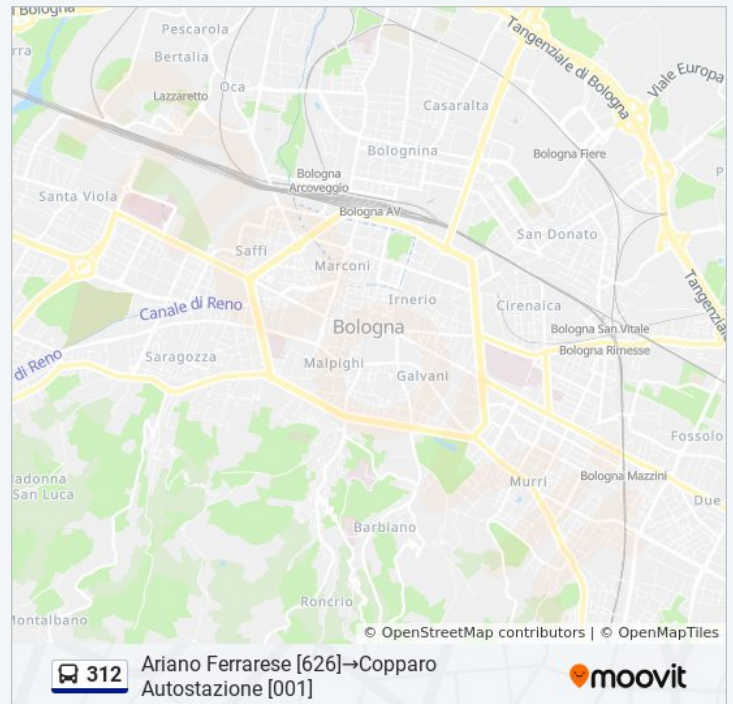 Bologna
Pescarola
Tangenziale di Bologna
Bertalia
Viale Europa
Oca
Lazzaretto
Casaralta
Bolognina
Bologna Fiere
Bologna
Arcoveggio
Santa Viola
Bologna AV
San Donato
Saffi
Marconi
Irnerio
Canale di Reno
Cirenaica
Tangenziale
Bologna
Bologna San Vitale
di Reno
Saragozza
Malpighi
Bologna Rimesse
Galvani
Fossolo
Madonna
San Luca
Murri
Bologna Mazzini
Due
Barbiano
Roncrio
Montalbano
© OpenStreetMap contributors | © OpenMapTiles
312
Ariano Ferrarese [626]→Copparo
Autostazione [001]
moovit